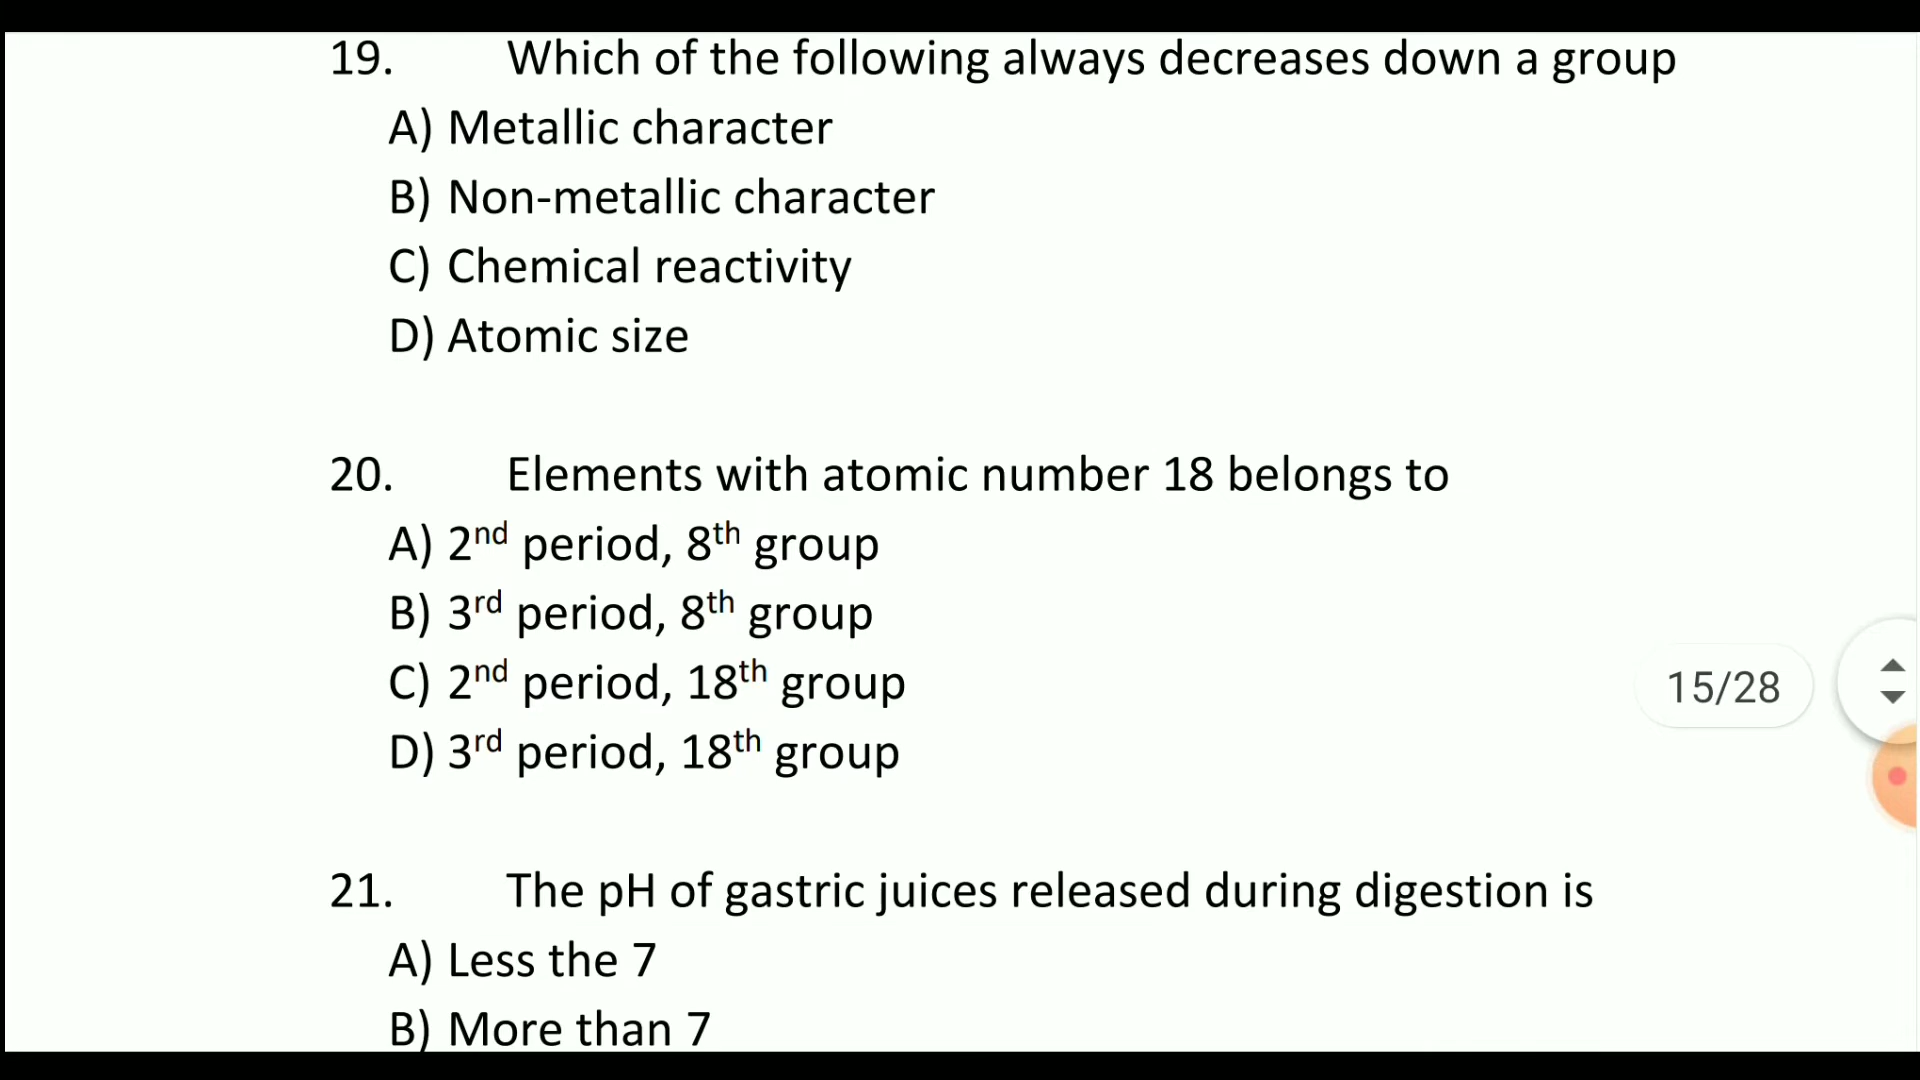 19. Which of the following always decreases down a group
A) Metallic character
B) Non-metallic character
C) Chemical reactivity
D) Atomic size
20. Elements with atomic number 18 belongs to
A) 2nd period, 8th group
B) 3rd period, 8th group
C) 2nd period, 18th group
D) 3rd period, 18th group
15/28
21. The pH of gastric juices released during digestion is
A) Less the 7
B) More than 7